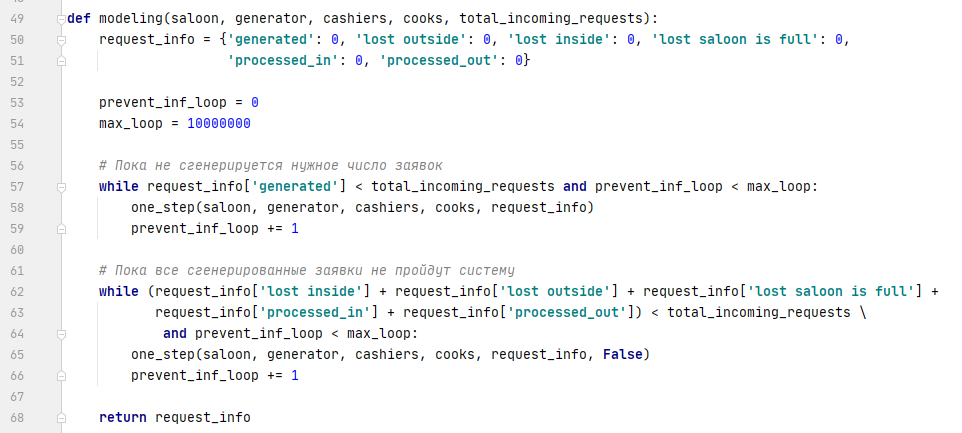 49 def modeling(saloon, generator, cashiers, cooks, total_incoming_requests):
50     request_info = {'generated': 0, 'lost outside': 0, 'lost inside': 0, 'lost saloon is full': 0,
51                     'processed_in': 0, 'processed_out': 0}
52
53     prevent_inf_loop = 0
54     max_loop = 10000000
55
56     # Пока не сгенерируется нужное число заявок
57     while request_info['generated'] < total_incoming_requests and prevent_inf_loop < max_loop:
58         one_step(saloon, generator, cashiers, cooks, request_info)
59         prevent_inf_loop += 1
60
61     # Пока все сгенерированные заявки не пройдут систему
62     while (request_info['lost inside'] + request_info['lost outside'] + request_info['lost saloon is full'] +
63            request_info['processed_in'] + request_info['processed_out']) < total_incoming_requests \
64             and prevent_inf_loop < max_loop:
65         one_step(saloon, generator, cashiers, cooks, request_info, False)
66         prevent_inf_loop += 1
67
68     return request_info